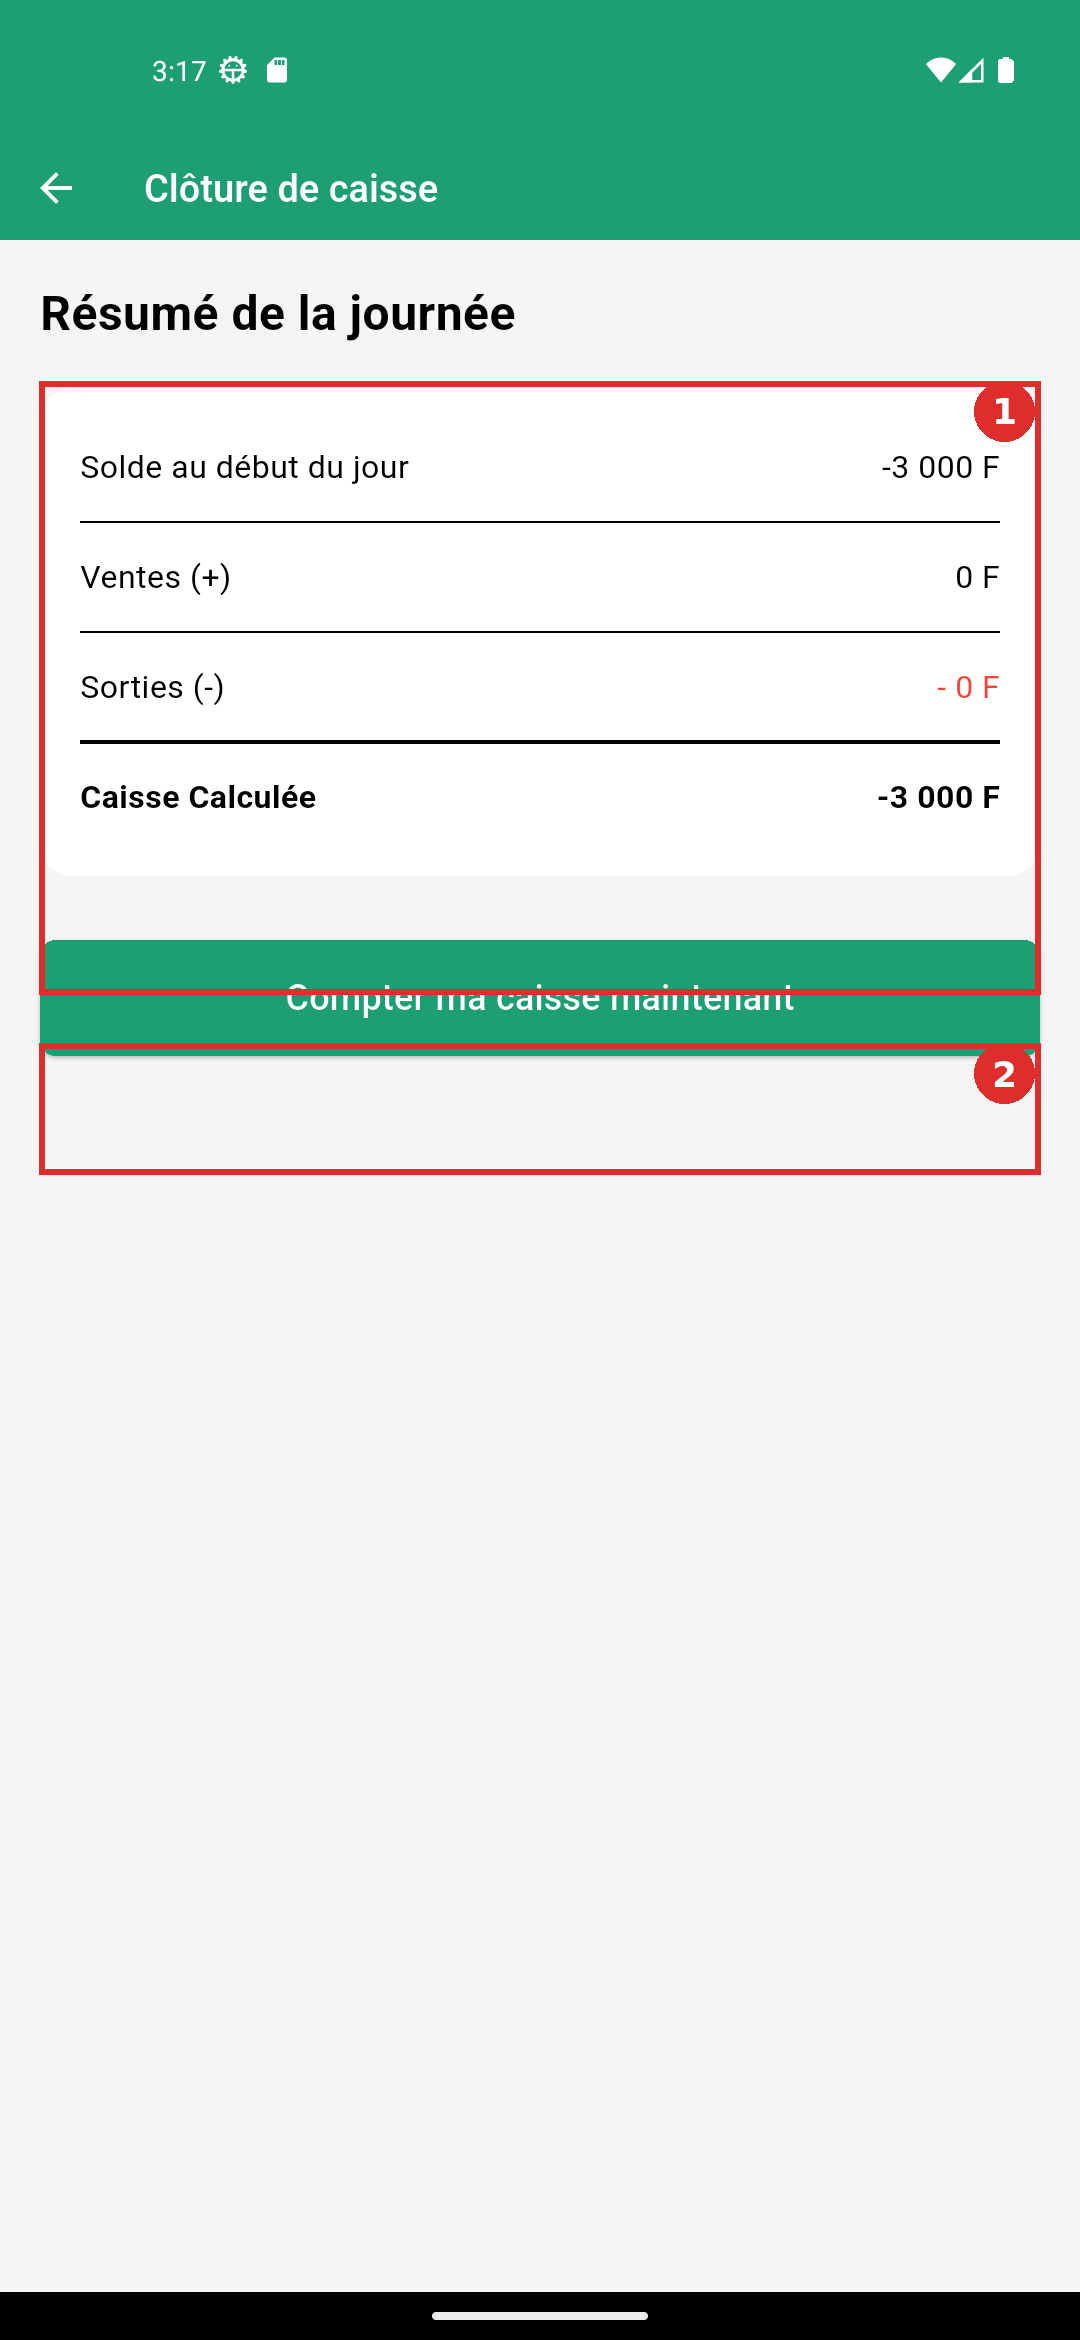 3:17
Clôture de caisse
Résumé de la journée
1
Solde au début du jour -3 000 F
Ventes (+) 0 F
Sorties (-) - 0 F
Caisse Calculée -3 000 F
Compter ma caisse maintenant
2